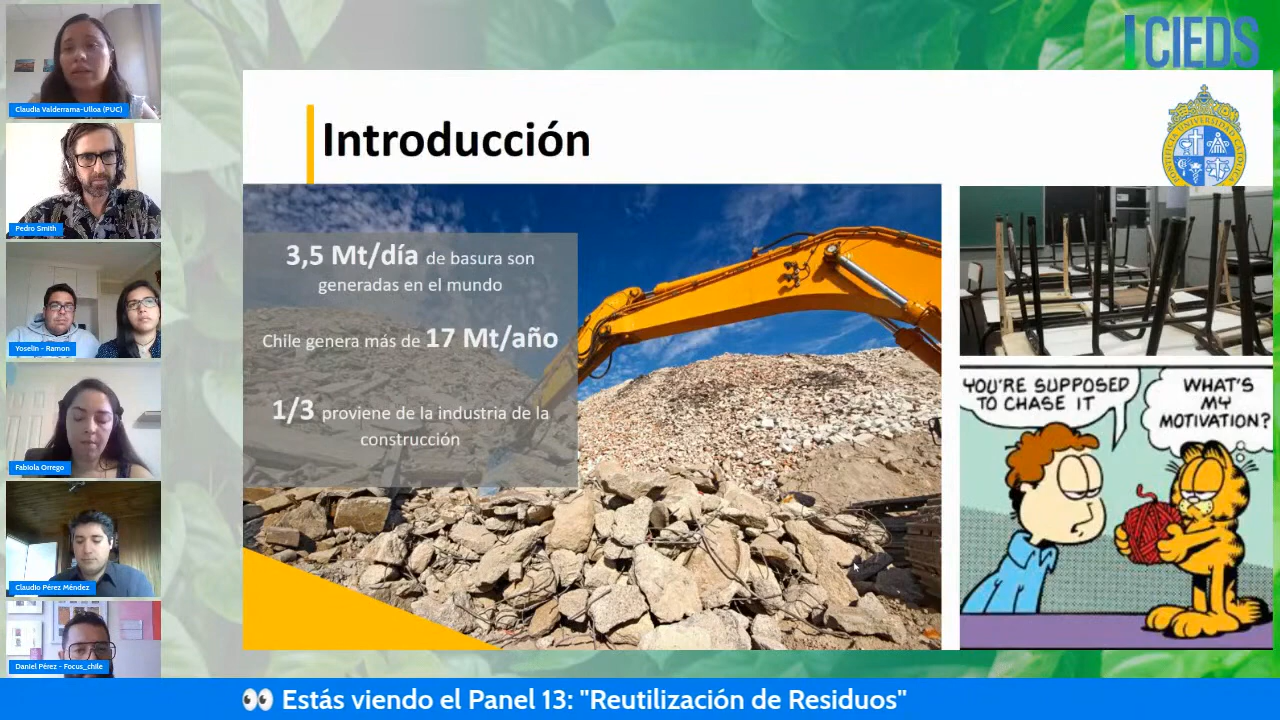 Claudia Valderrama-Ulloa (PUC)
Pedro Smith
Yoselin - Ramon
Fabiola Orrego
Claudio Pérez Méndez
Daniel Pérez - Focus_chile
CIEDS
Introducción
3,5 Mt/día de basura son
generadas en el mundo
Chile genera más de 17 Mt/año
1/3 proviene de la industria de la
construcción
PONTIFICIA UNIVERSIDAD CATOLICA
YOU'RE SUPPOSED
TO CHASE IT
WHAT'S
MY
MOTIVATION?
👀 Estás viendo el Panel 13: "Reutilización de Residuos"